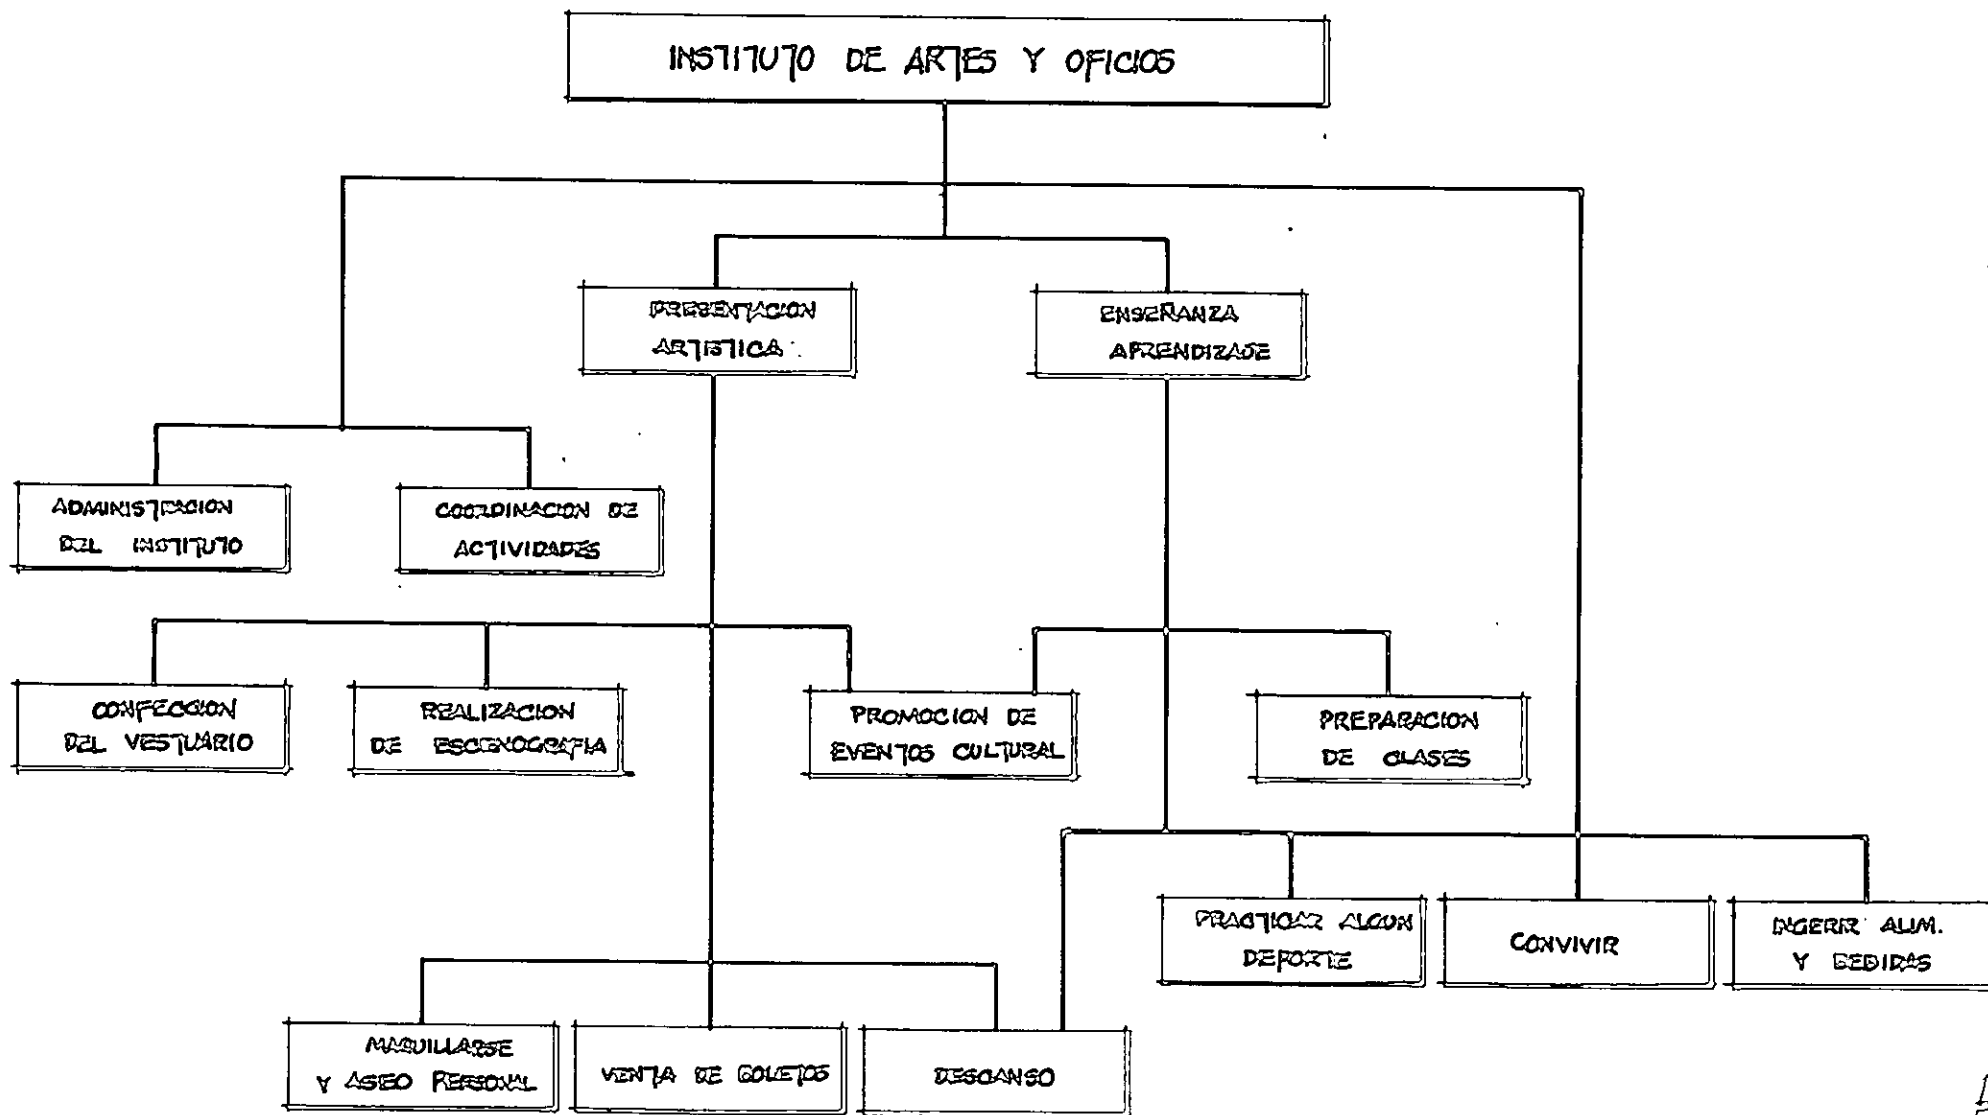 INSTITUTO DE ARTES Y OFICIOS
PRESENTACION
ARTISTICA
ENSEÑANZA
APRENDIZAJE
ADMINISTRACION
DEL INSTITUTO
COORDINACION DE
ACTIVIDADES
CONFECCION
DEL VESTUARIO
REALIZACION
DE ESCENOGRAFIA
PROMOCION DE
EVENTOS CULTURAL
PREPARACION
DE CLASES
PRACTICAR ALGUN
DEPORTE
CONVIVIR
INGERIR ALIM.
Y BEBIDAS
MAQUILLARSE
Y ASEO PERSONAL
VENTA DE BOLETOS
DESCANSO